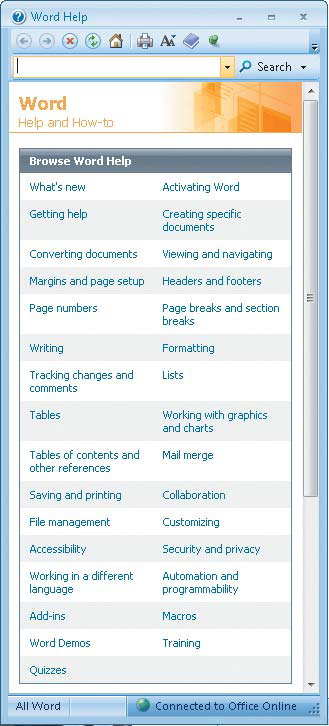 Word Help
Search
Word
Help and How-to
Browse Word Help
What's new
Activating Word
Getting help
Creating specific
documents
Converting documents
Viewing and navigating
Margins and page setup
Headers and footers
Page numbers
Page breaks and section
breaks
Writing
Formatting
Tracking changes and
comments
Lists
Tables
Working with graphics
and charts
Tables of contents and
other references
Mail merge
Saving and printing
Collaboration
File management
Customizing
Accessibility
Security and privacy
Working in a different
language
Automation and
programmability
Add-ins
Macros
Word Demos
Training
Quizzes
All Word
Connected to Office Online